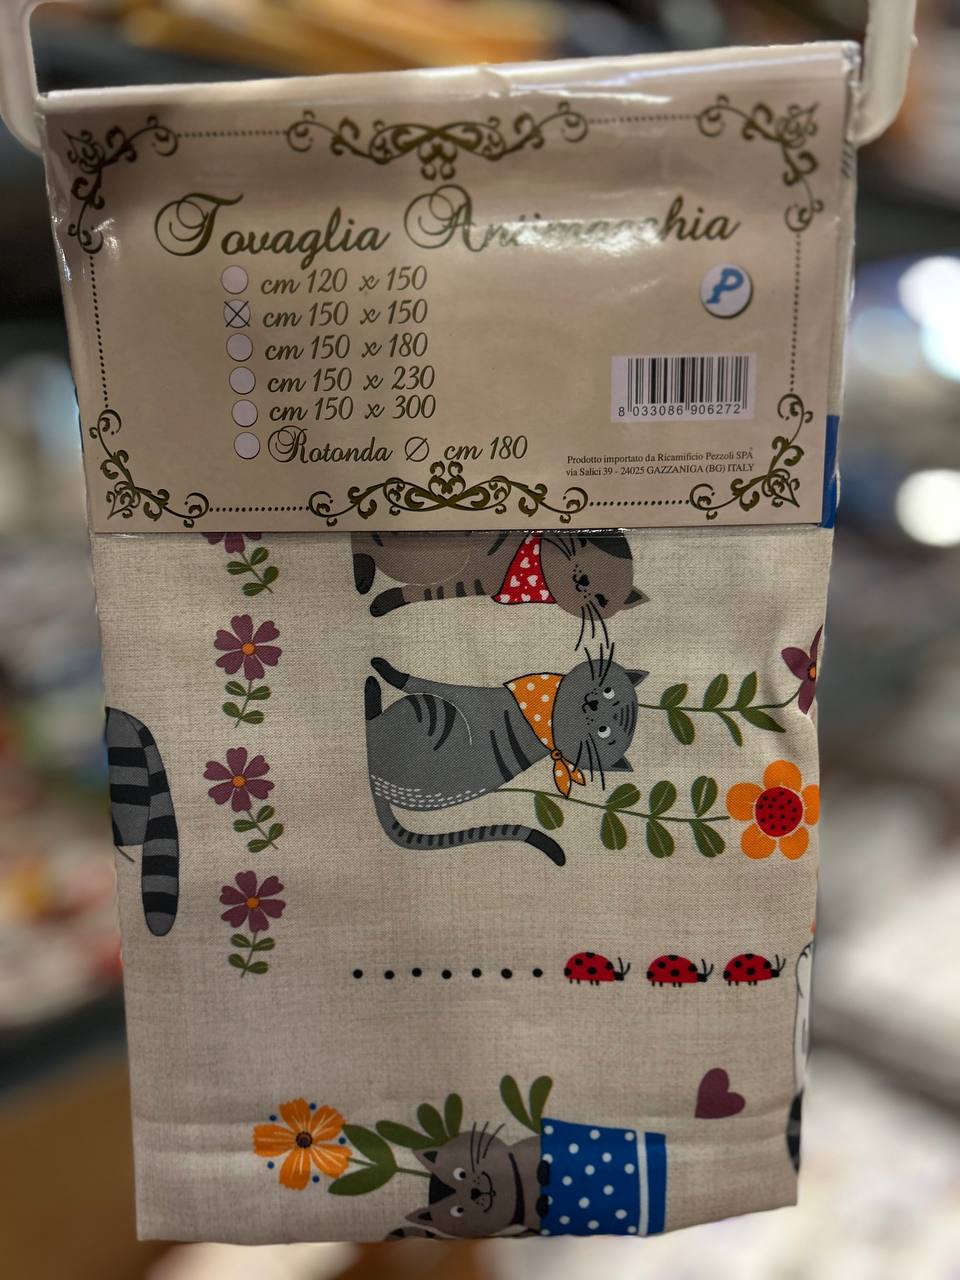 Tovaglia Antimacchia
cm 120 x 150
cm 150 x 150
cm 150 x 180
cm 150 x 230
cm 150 x 300
Rotonda Ø cm 180
P
8 033086 906272
Prodotto importato da Ricamificio Pezzoli SPA
via Salici 39 - 24025 GAZZANIGA (BG) ITALY